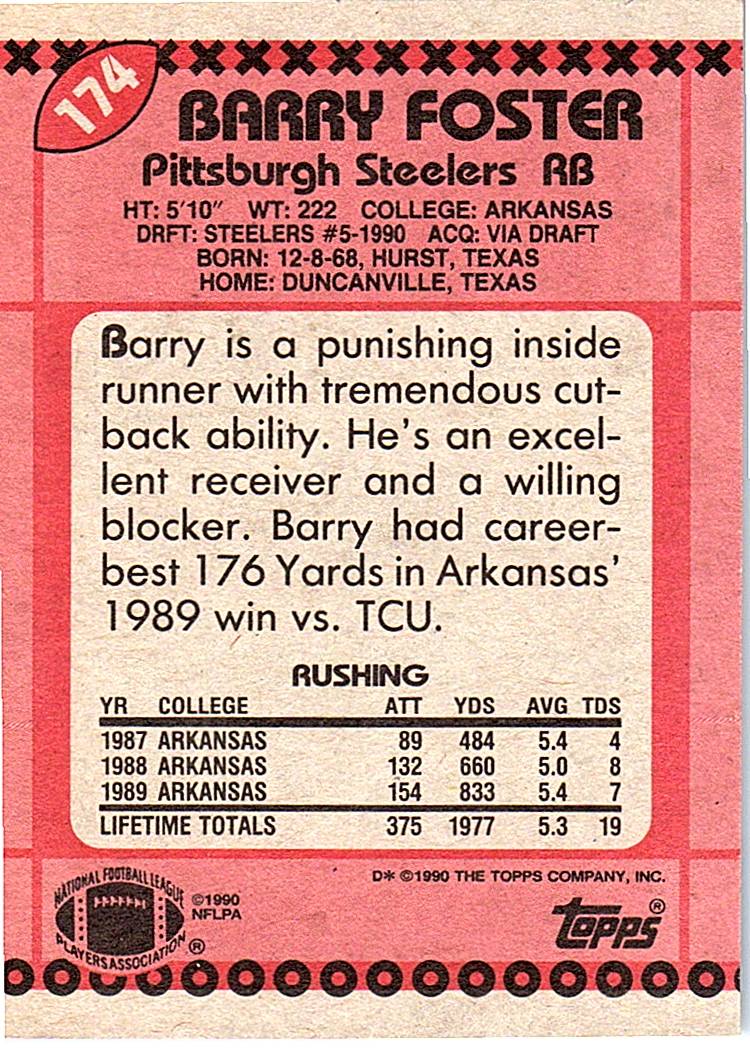 174
BARRY FOSTER
Pittsburgh Steelers RB
HT: 5'10" WT: 222 COLLEGE: ARKANSAS
DRFT: STEELERS #5-1990 ACQ: VIA DRAFT
BORN: 12-8-68, HURST, TEXAS
HOME: DUNCANVILLE, TEXAS
Barry is a punishing inside
runner with tremendous cut-
back ability. He's an excel-
lent receiver and a willing
blocker. Barry had career-
best 176 Yards in Arkansas'
1989 win vs. TCU.
RUSHING
YR COLLEGE ATT YDS AVG TDS
1987 ARKANSAS 89 484 5.4 4
1988 ARKANSAS 132 660 5.0 8
1989 ARKANSAS 154 833 5.4 7
LIFETIME TOTALS 375 1977 5.3 19
D* ©1990 THE TOPPS COMPANY, INC.
NATIONAL FOOTBALL LEAGUE
PLAYERS ASSOCIATION ®
©1990
NFLPA
Topps ®